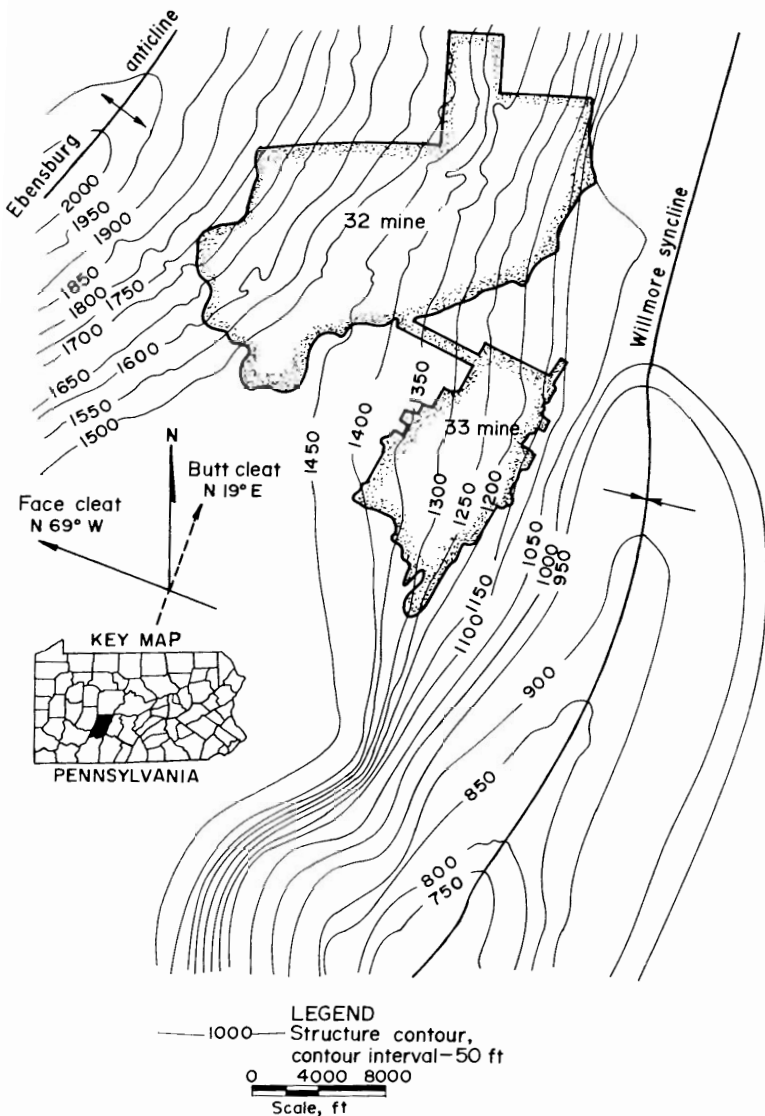 Ebensburg anticline
2000
1950
1900
1850
1800
1750
1700
1650
1600
1550
1500
32 mine
Willmore syncline
1450
1400
1350
33 mine
1300
1250
1200
1150
1100
1050
1000
950
900
850
800
750
N
Butt cleat
N 19° E
Face cleat
N 69° W
KEY MAP
PENNSYLVANIA
LEGEND
1000 Structure contour,
contour interval-50 ft
0 4000 8000
Scale, ft